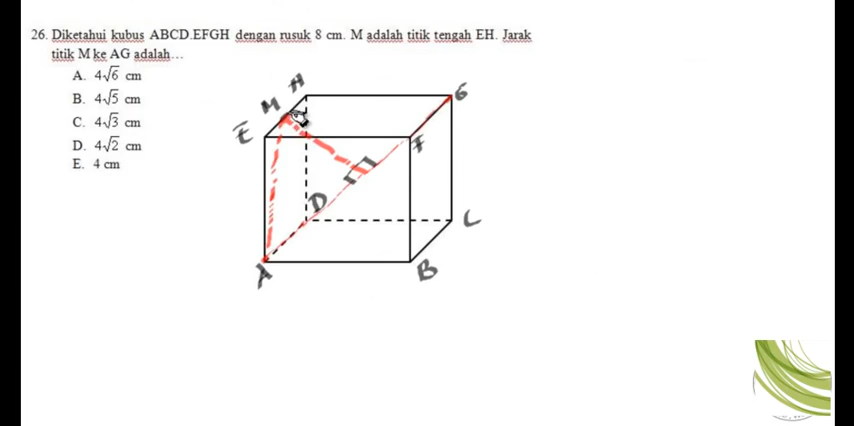 26. Diketahui kubus ABCD.EFGH dengan rusuk 8 cm. M adalah titik tengah EH. Jarak
titik M ke AG adalah…
A. 4√6 cm
B. 4√5 cm
C. 4√3 cm
D. 4√2 cm
E. 4 cm
H
M
G
E
F
D
C
A
B